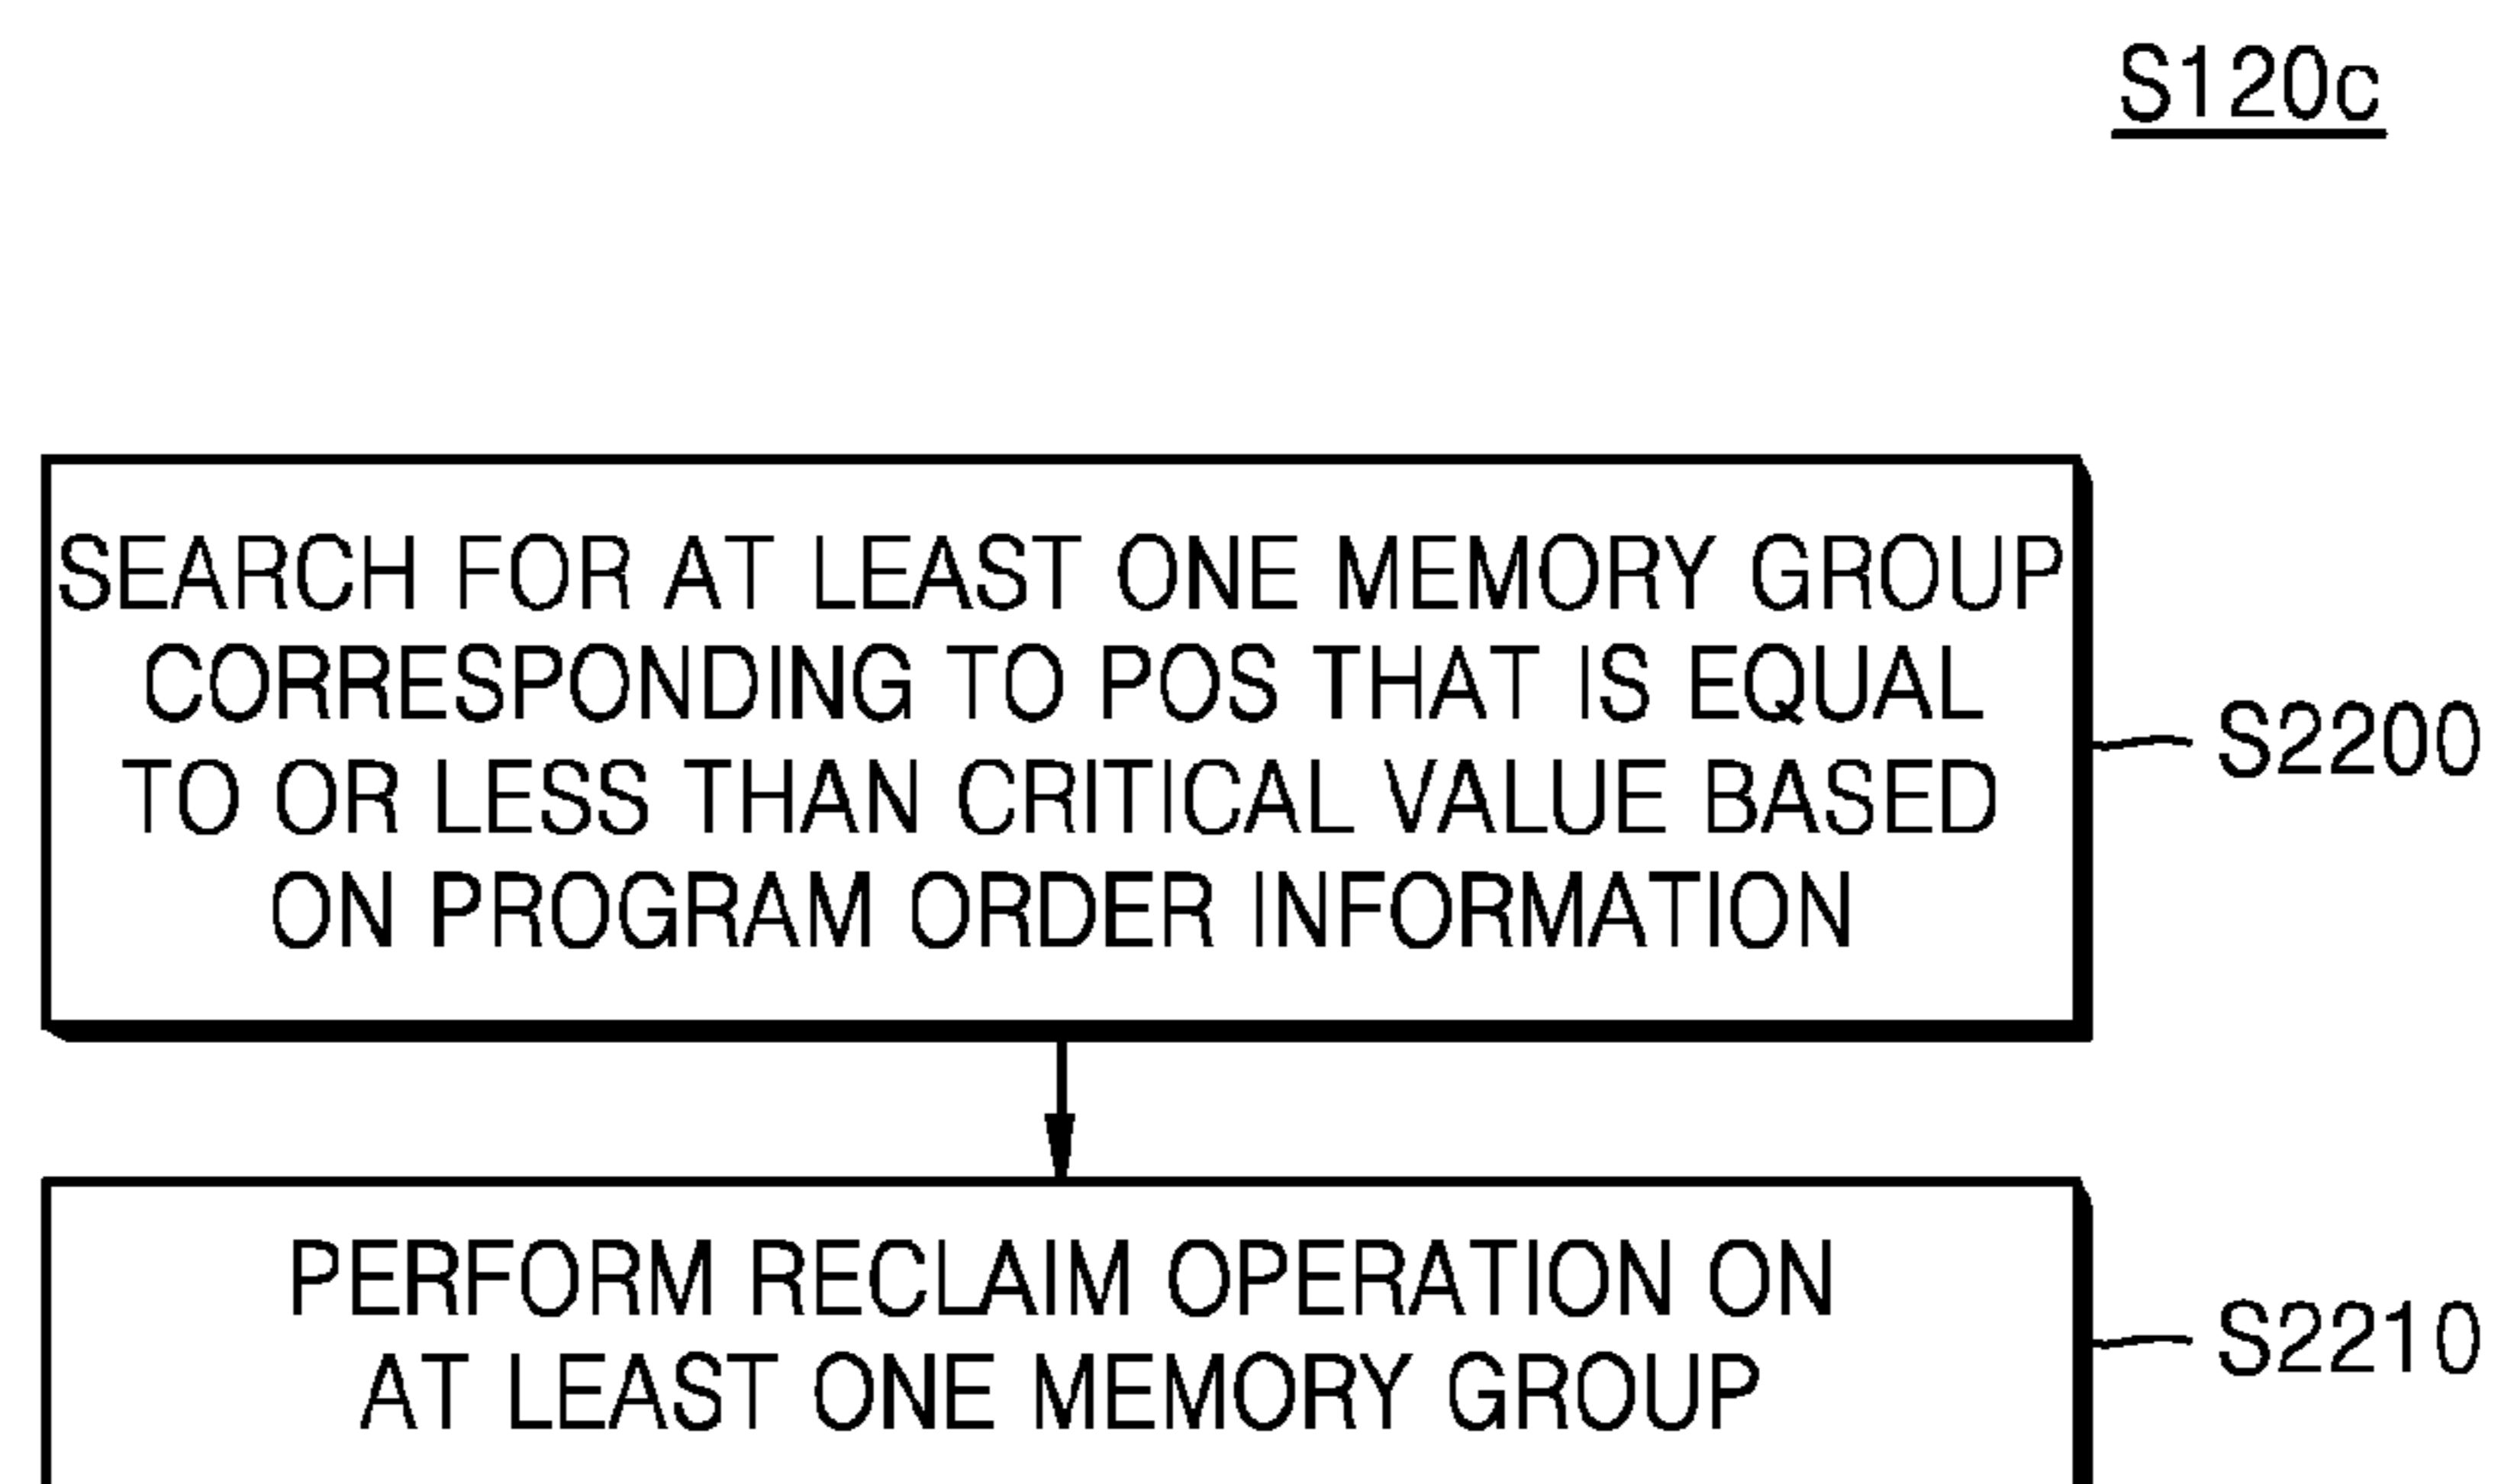 S120c
SEARCH FOR AT LEAST ONE MEMORY GROUP
CORRESPONDING TO POS THAT IS EQUAL
TO OR LESS THAN CRITICAL VALUE BASED
ON PROGRAM ORDER INFORMATION
S2200
PERFORM RECLAIM OPERATION ON
AT LEAST ONE MEMORY GROUP
S2210